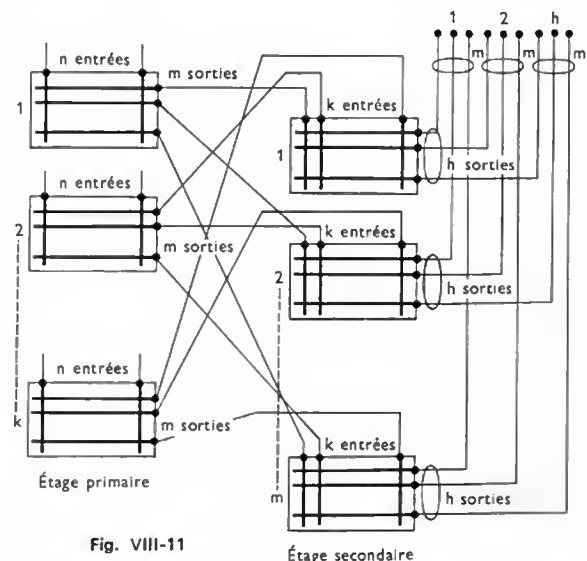 1 2 h
m m m
n entrées
m sorties
1
k entrées
1
h sorties
n entrées
2
m sorties
k entrées
2
h sorties
n entrées
k
m sorties
k entrées
m
h sorties
Étage primaire
Fig. VIII-11
Étage secondaire